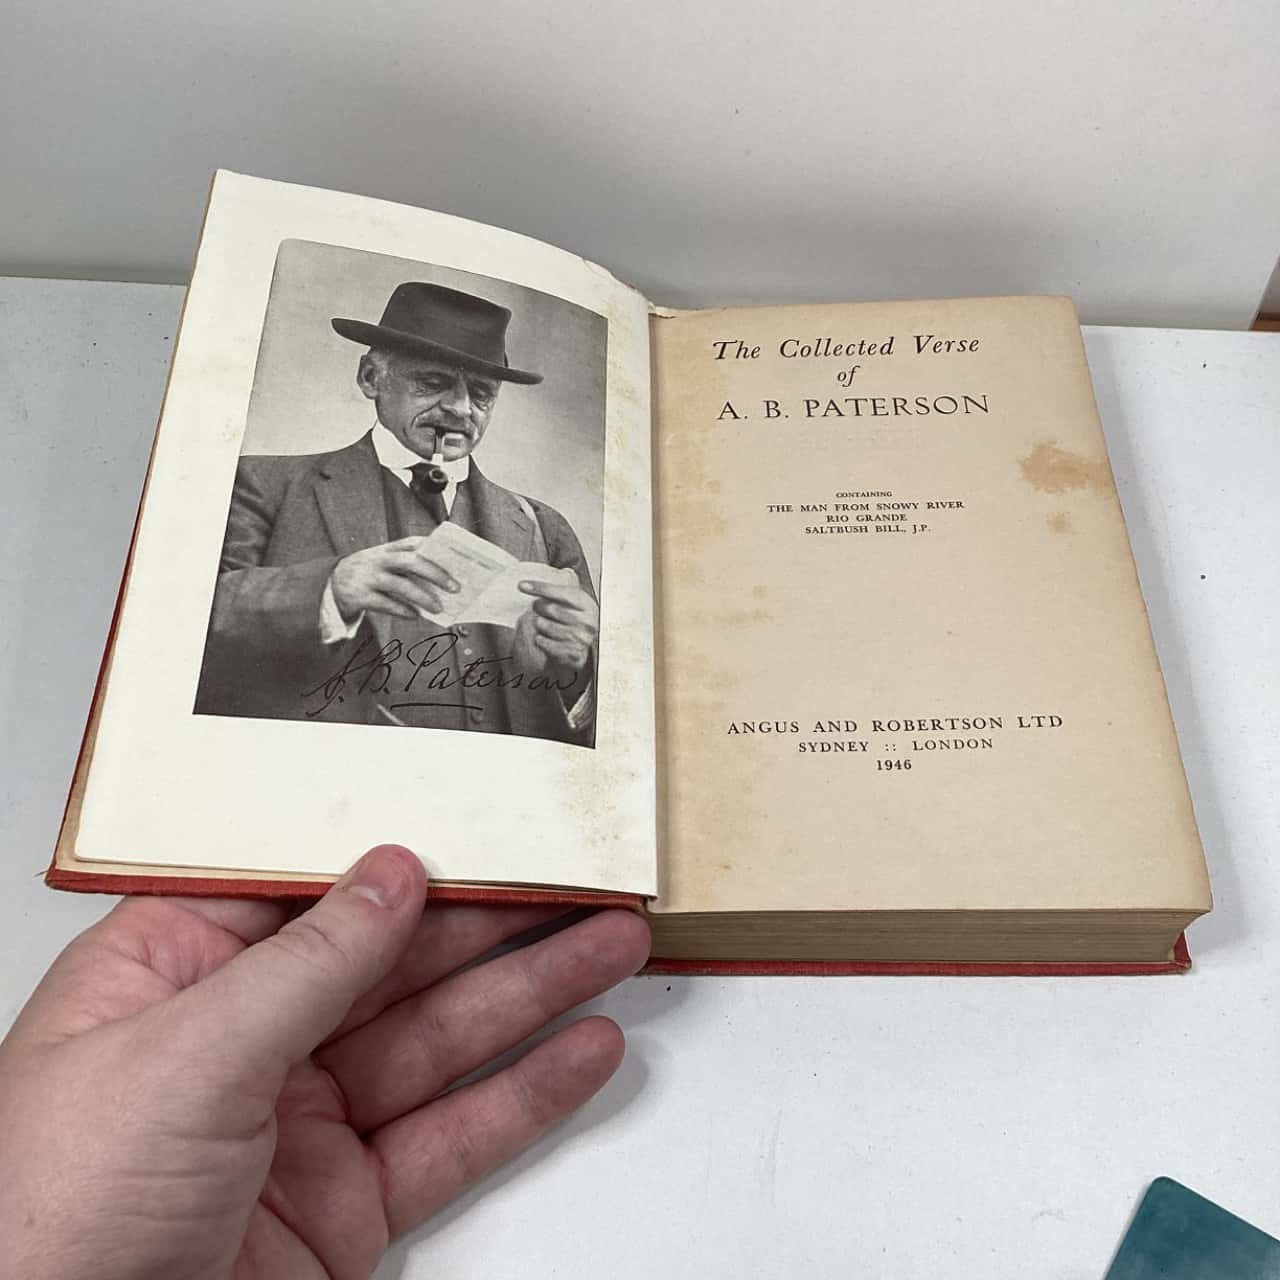 A. B. Paterson.
The Collected Verse
of
A. B. PATERSON
CONTAINING
THE MAN FROM SNOWY RIVER
RIO GRANDE
SALTBUSH BILL, J.P.
ANGUS AND ROBERTSON LTD
SYDNEY :: LONDON
1946